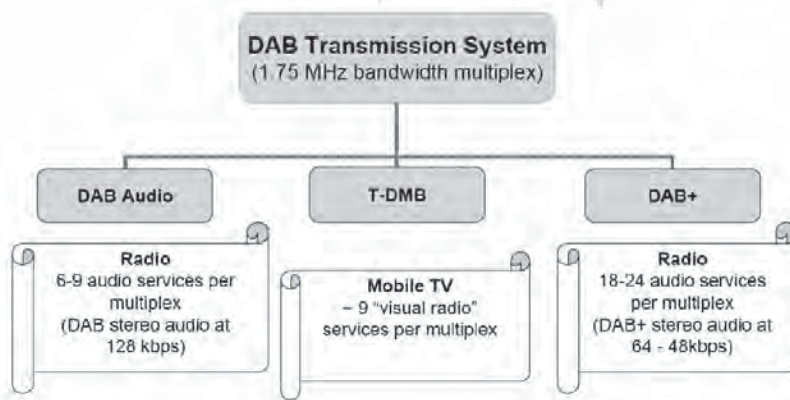 DAB Transmission System
(1.75 MHz bandwidth multiplex)
DAB Audio
T-DMB
DAB+
Radio
6-9 audio services per
multiplex
(DAB stereo audio at
128 kbps)
Mobile TV
~ 9 “visual radio”
services per multiplex
Radio
18-24 audio services
per multiplex
(DAB+ stereo audio at
64 - 48kbps)